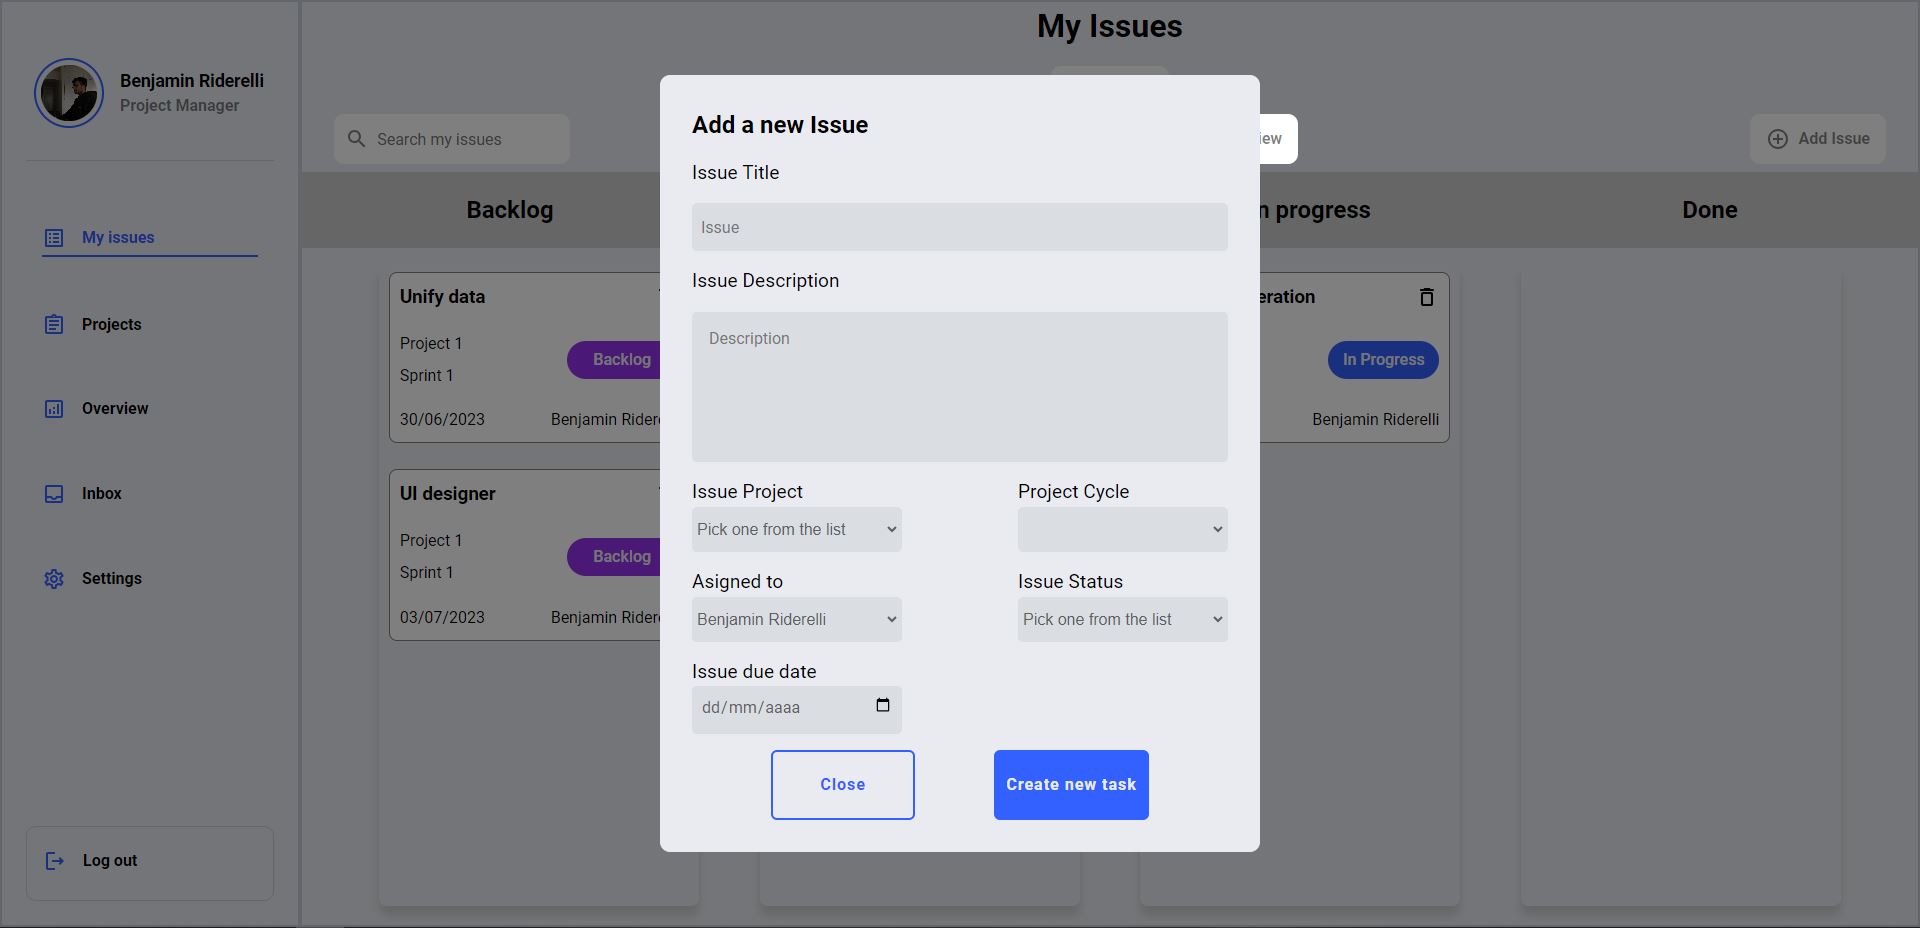 Benjamin Riderelli
Project Manager
My issues
Projects
Overview
Inbox
Settings
Log out
My Issues
Search my issues
Add Issue
Backlog
progress
Done
Unify data
Project 1
Backlog
Sprint 1
30/06/2023
Benjamin
UI designer
Project 1
Backlog
Sprint 1
03/07/2023
Benjamin
In Progress
Benjamin Riderelli
Add a new Issue
Issue Title
Issue
Issue Description
Description
Issue Project
Project Cycle
Pick one from the list
Asigned to
Issue Status
Benjamin Riderelli
Pick one from the list
Issue due date
dd/mm/aaaa
Close
Create new task